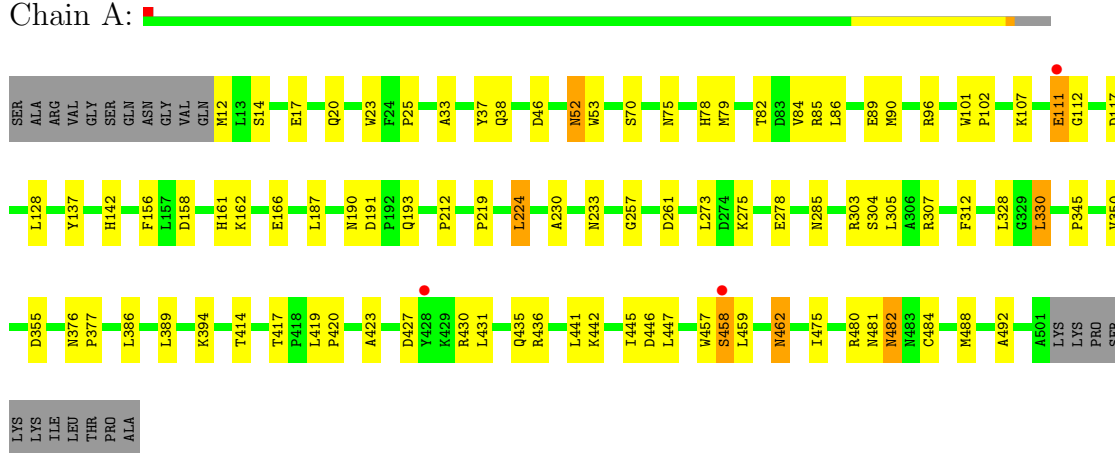 Chain A:
SER ALA ARG VAL GLY SER GLN ASN GLY VAL GLN M12 L13 S14 E17 Q20 W23 F24 P25 A33 Y37 Q38 D46 N52 W53 S70 N75 H78 M79 T82 D83 V84 R85 L86 E89 M90 R96 W101 P102 K107 E111 G112 D117
L128 Y137 H142 F156 L157 D158 H161 K162 E166 L187 N190 D191 P192 Q193 P212 P219 L224 A230 N233 G257 D261 L273 D274 K275 E278 N285 R303 S304 L305 A306 R307 F312 L328 G329 L330 P345 V350
D355 N376 P377 L386 L389 K394 T414 T417 P418 L419 P420 A423 D427 Y428 K429 R430 L431 Q435 R436 L441 K442 I445 D446 L447 W457 S458 L459 N462 I475 R480 N481 N482 N483 C484 M488 A492 A501 LYS LYS PRO SER
LYS LYS ILE LEU THR PRO ALA